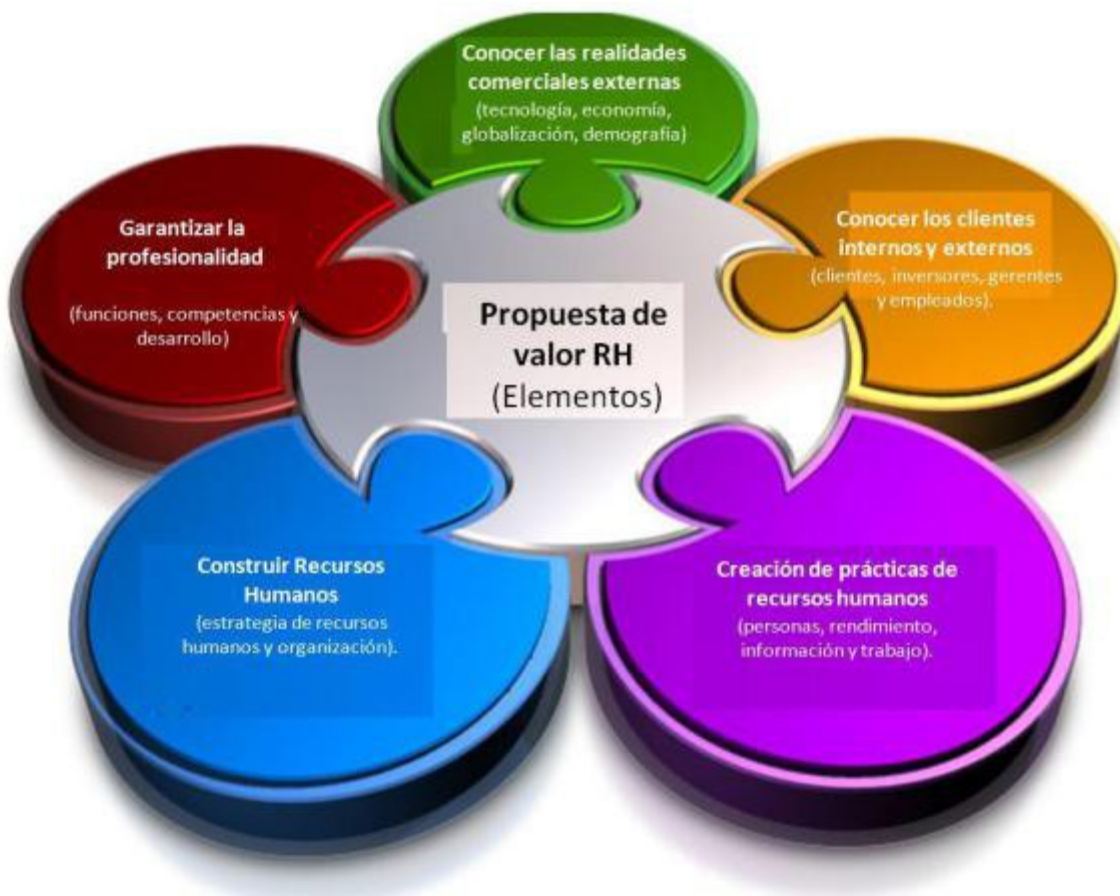 Conocer las realidades
comerciales externas
(tecnología, economía,
globalización, demografía)
Garantizar la
profesionalidad
(funciones, competencias y
desarrollo)
Conocer los clientes
internos y externos
(clientes, inversores, gerentes
y empleados).
Propuesta de
valor RH
(Elementos)
Construir Recursos
Humanos
(estrategia de recursos
humanos y organización).
Creación de prácticas de
recursos humanos
(personas, rendimiento,
información y trabajo).